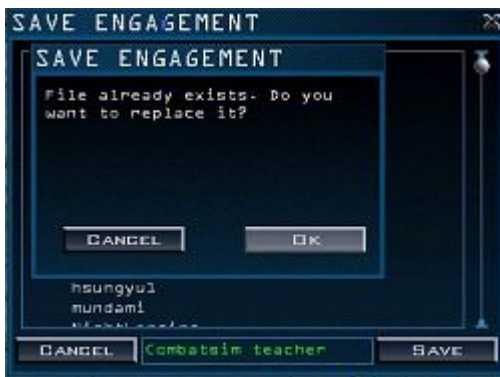 SAVE ENGAGEMENT
SAVE ENGAGEMENT
File already exists. Do you
want to replace it?
CANCEL OK
hsungyul
mundami
CANCEL Combatsim teacher SAVE